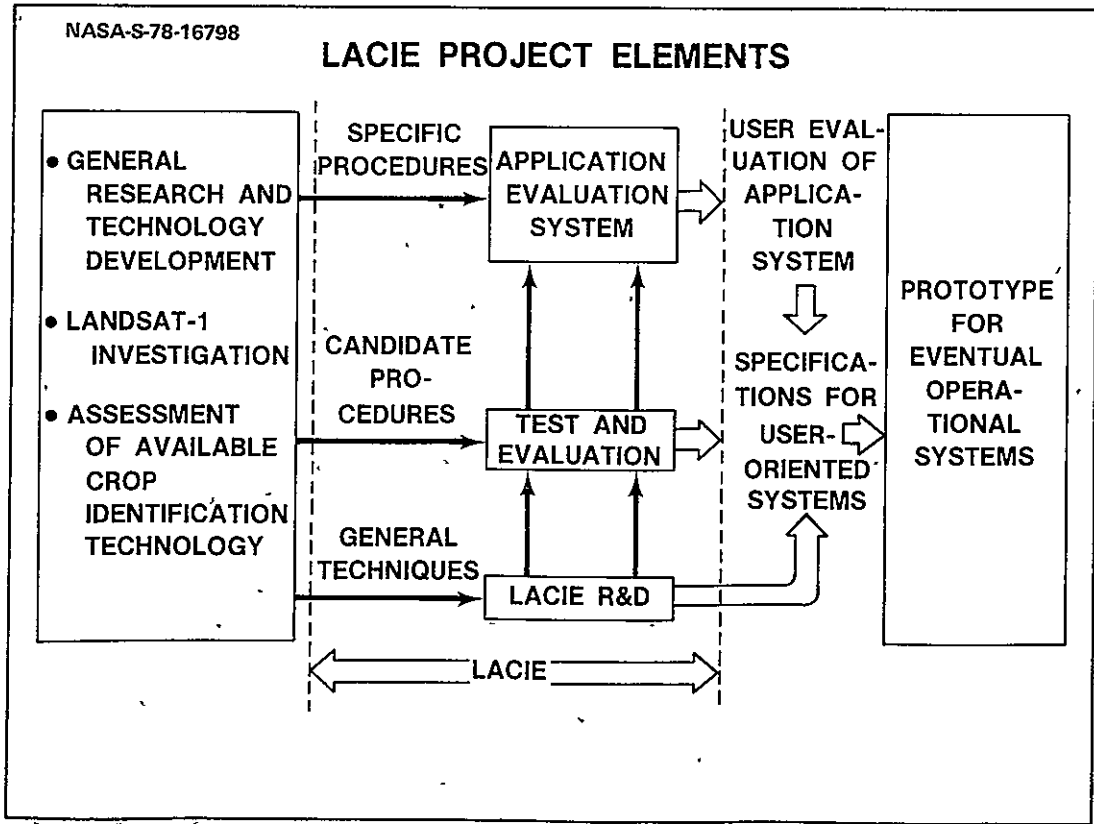 NASA-S-78-16798
LACIE PROJECT ELEMENTS
• GENERAL
RESEARCH AND
TECHNOLOGY
DEVELOPMENT
• LANDSAT-1
INVESTIGATION
• ASSESSMENT
OF AVAILABLE
CROP
IDENTIFICATION
TECHNOLOGY
SPECIFIC
PROCEDURES
CANDIDATE
PRO-
CEDURES
GENERAL
TECHNIQUES
APPLICATION
EVALUATION
SYSTEM
TEST AND
EVALUATION
LACIE R&D
LACIE
USER EVAL-
UATION OF
APPLICA-
TION
SYSTEM
SPECIFICA-
TIONS FOR
USER-
ORIENTED
SYSTEMS
PROTOTYPE
FOR
EVENTUAL
OPERA-
TIONAL
SYSTEMS